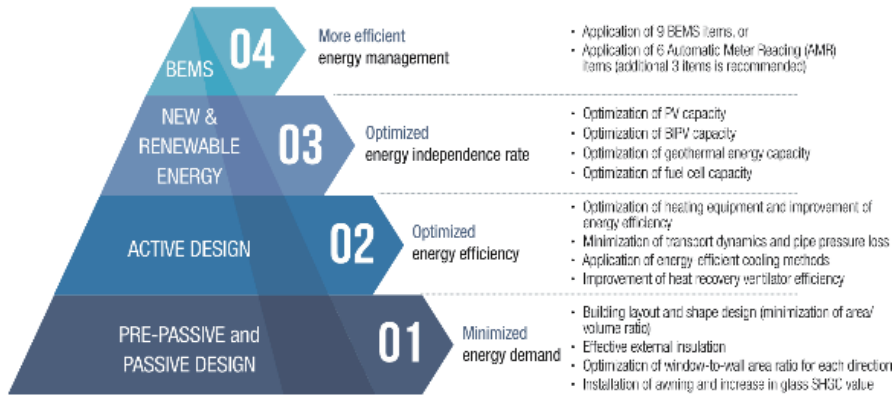 BEMS
04
More efficient
energy management
• Application of 9 BEMS items, or
• Application of 6 Automatic Meter Reading (AMR)
items (additional 3 items is recommended)
NEW &
RENEWABLE
ENERGY
03
Optimized
energy independence rate
• Optimization of PV capacity
• Optimization of BIPV capacity
• Optimization of geothermal energy capacity
• Optimization of fuel cell capacity
ACTIVE DESIGN
02
Optimized
energy efficiency
• Optimization of heating equipment and improvement of
energy efficiency
• Minimization of transport dynamics and pipe pressure loss
• Application of energy-efficient cooling methods
• Improvement of heat recovery ventilator efficiency
PRE-PASSIVE and
PASSIVE DESIGN
01
Minimized
energy demand
• Building layout and shape design (minimization of area/
volume ratio)
• Effective external insulation
• Optimization of window-to-wall area ratio for each direction
• Installation of awning and increase in glass SHGC value